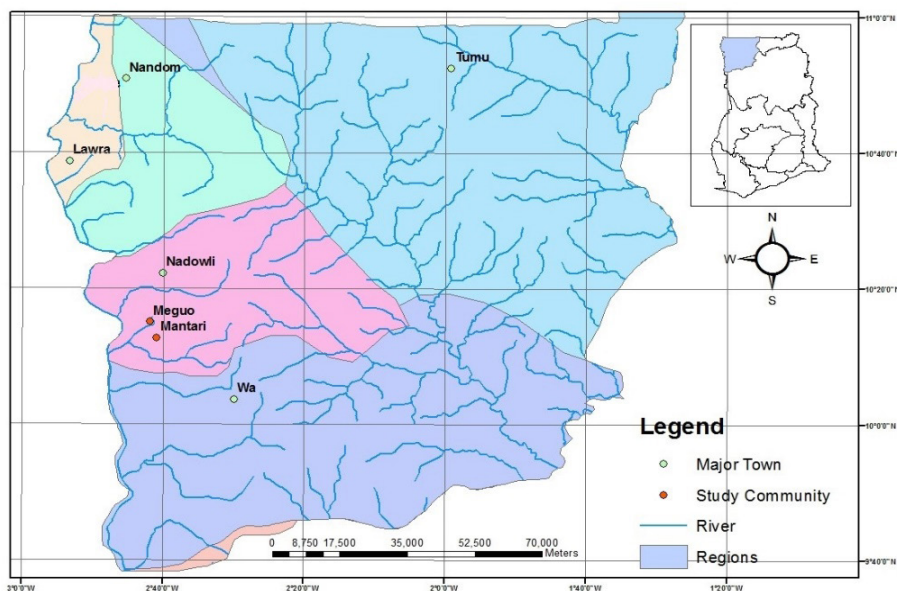 11°0'0"N
Nandom
Tumu
Lawra
10°40'0"N
N
W E
S
Nadowli
10°20'0"N
Meguo
Mantari
Wa
Legend
10°0'0"N
Major Town
Study Community
River
0 8,750 17,500 35,000 52,500 70,000
Meters
Regions
9°40'0"N
3°0'0"W 2°40'0"W 2°20'0"W 2°0'0"W 1°40'0"W 1°20'0"W